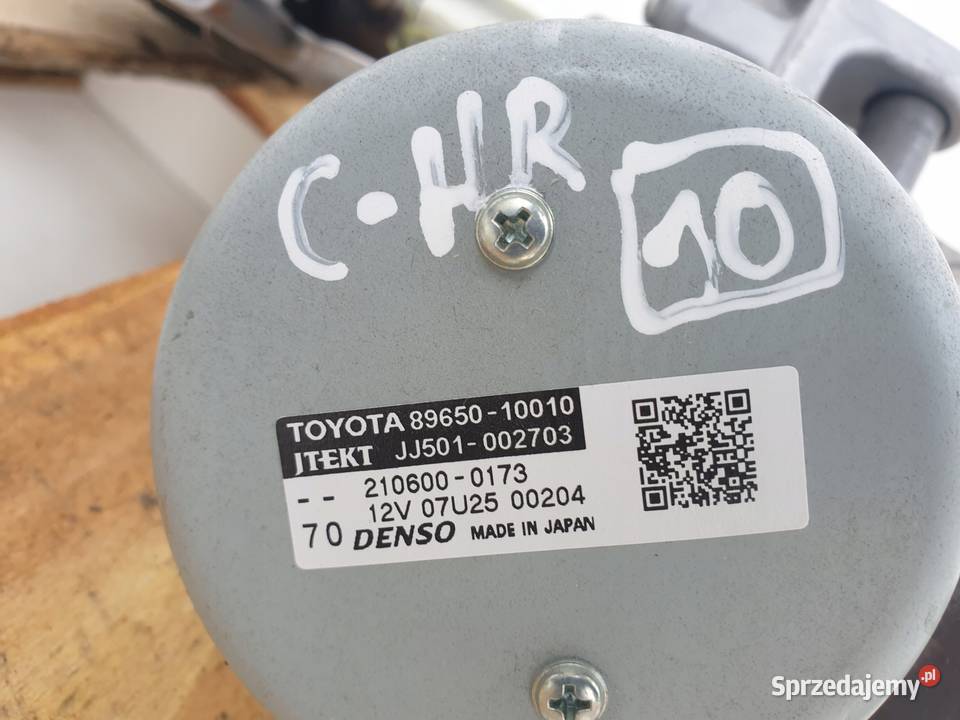 C-HR 10
TOYOTA 89650-10010
JTEKT JJ501-002703
-- 210600-0173
12V 07U25 00204
70 DENSO MADE IN JAPAN
Sprzedajemy.pl